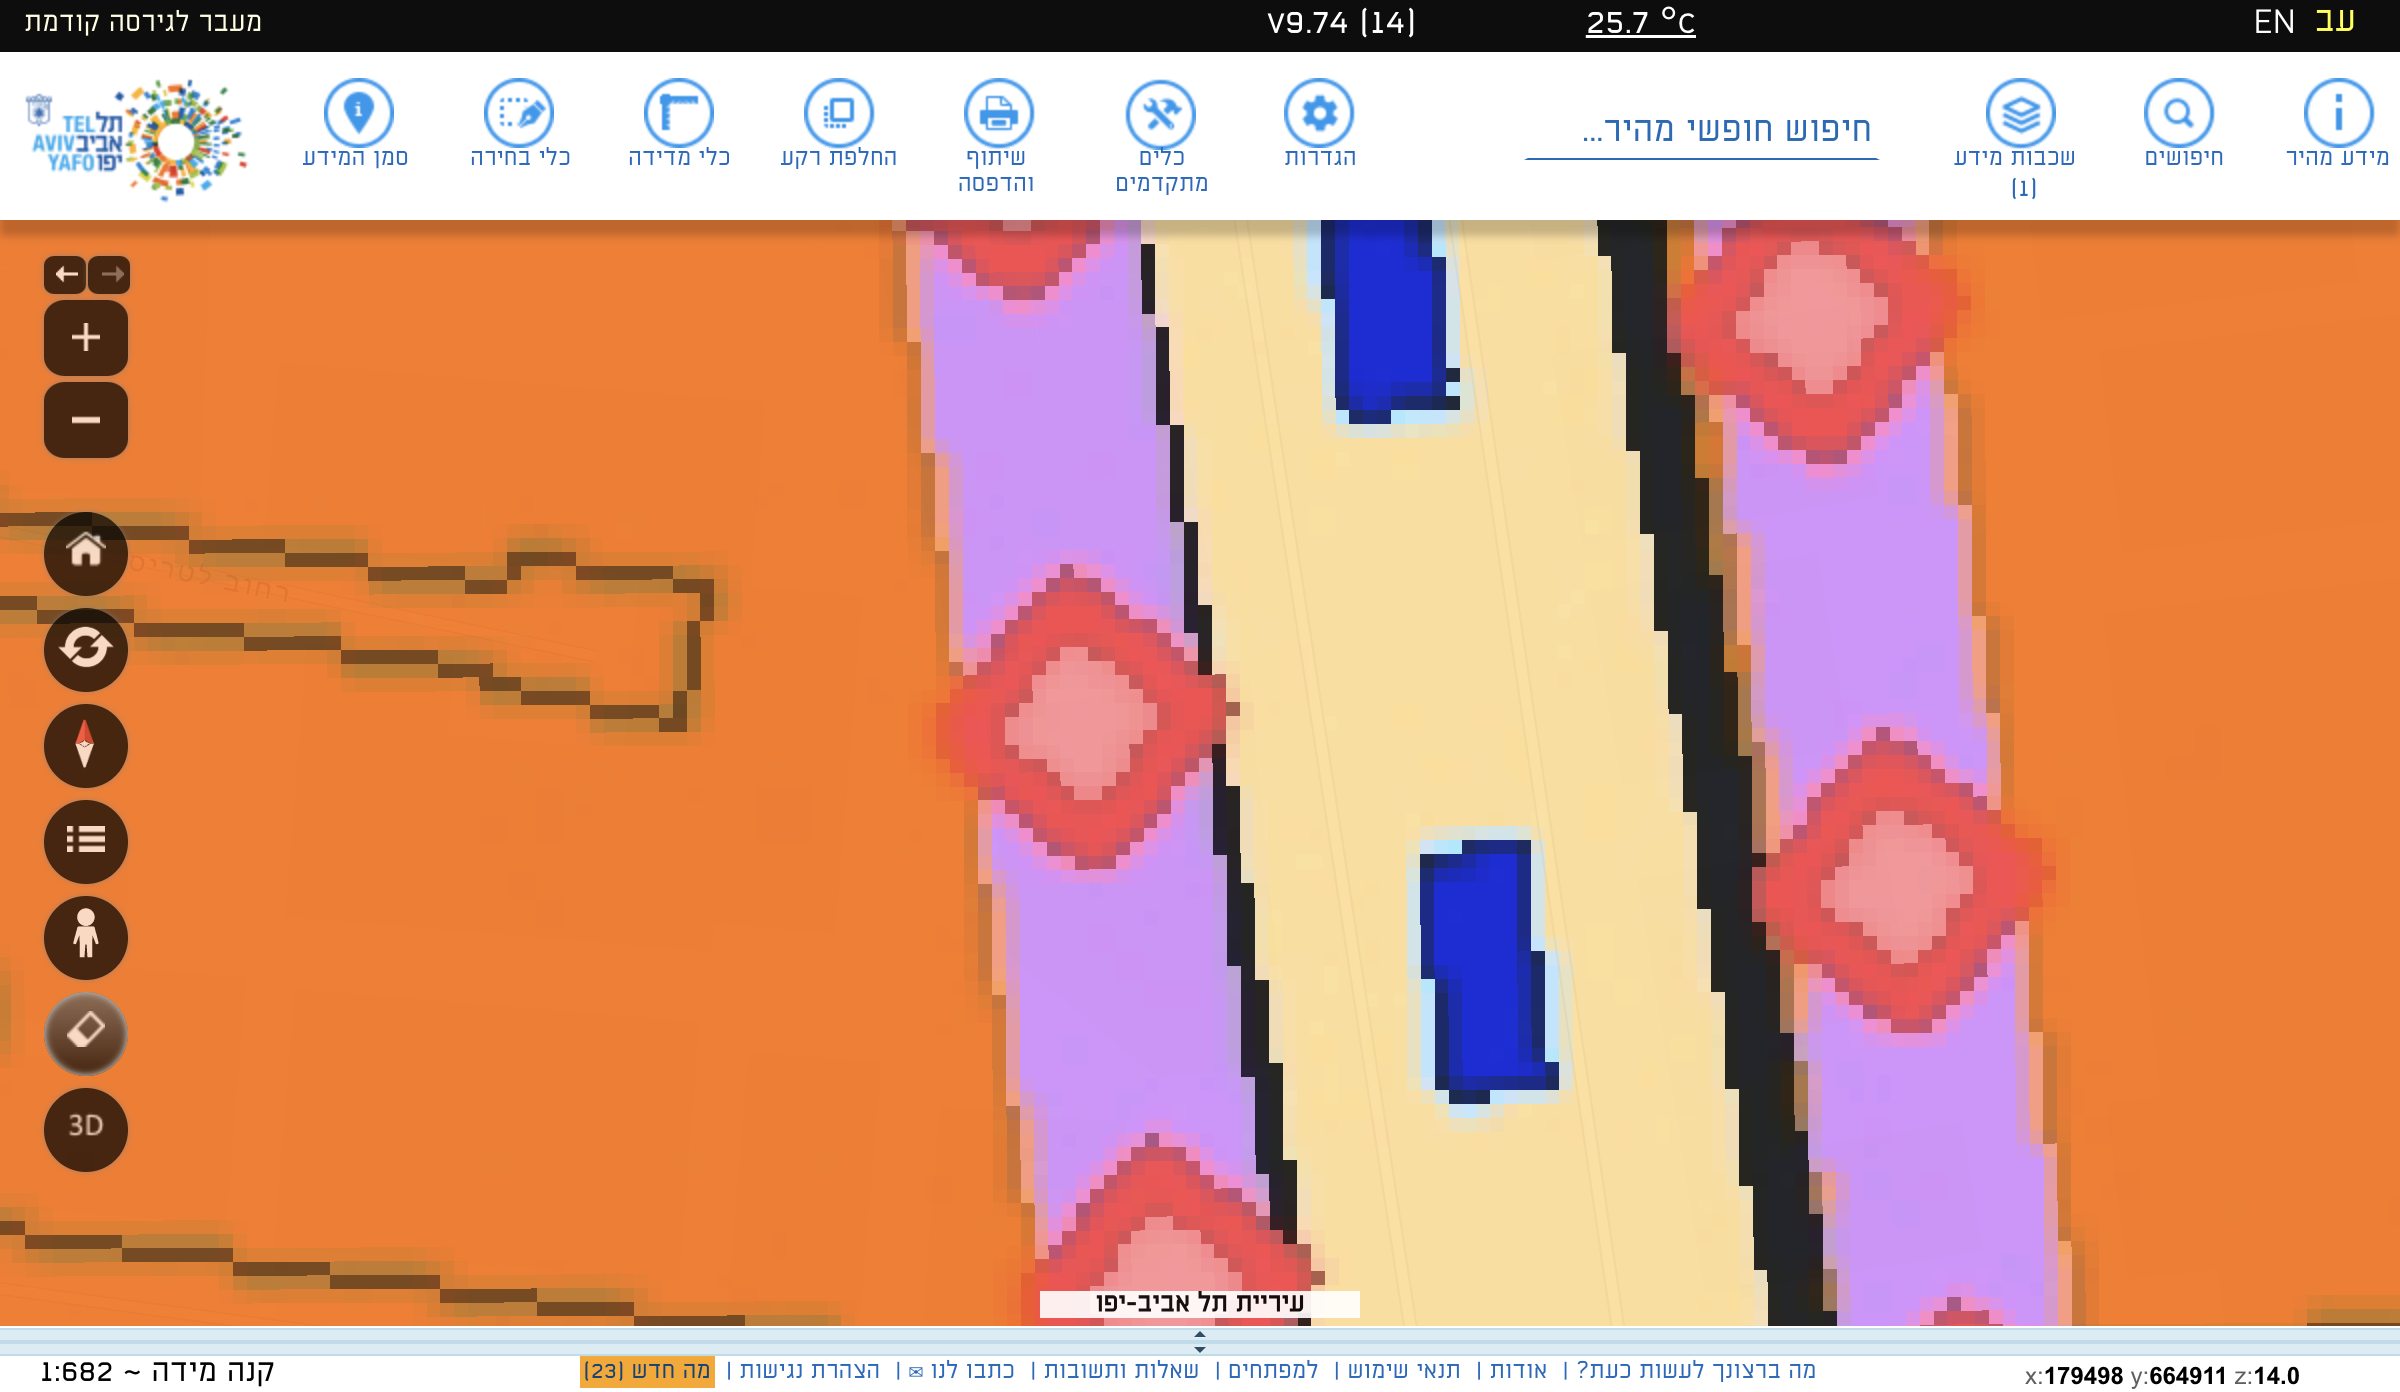 עב EN
25.7 °C
V9.74 (14)
מעבר לגירסה קודמת
מידע מהיר
חיפושים
שכבות מידע
(1)
חיפוש חופשי מהיר...
הגדרות
כלים
מתקדמים
שיתוף
והדפסה
החלפת רקע
כלי מדידה
כלי בחירה
סמן המידע
TEL תל
AVIV אביב
YAFO יפו
רחוב לטריס
3D
עיריית תל אביב-יפו
קנה מידה ~ 1:682
מה ברצונך לעשות כעת? | אודות | תנאי שימוש | למפתחים | שאלות ותשובות | כתבו לנו ✉ | הצהרת נגישות | מה חדש (23)
x:179498 y:664911 z:14.0